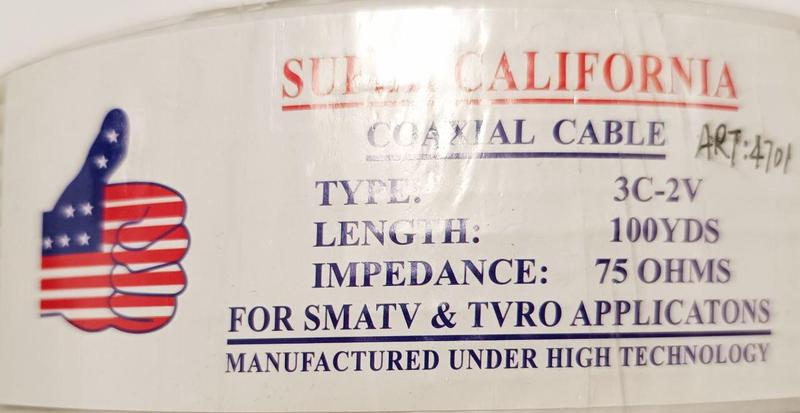 CALIFORNIA
COAXIAL CABLE
ART:4701
TYPE: 3C-2V
LENGTH: 100YDS
IMPEDANCE: 75 OHMS
FOR SMATV & TVRO APPLICATONS
MANUFACTURED UNDER HIGH TECHNOLOGY